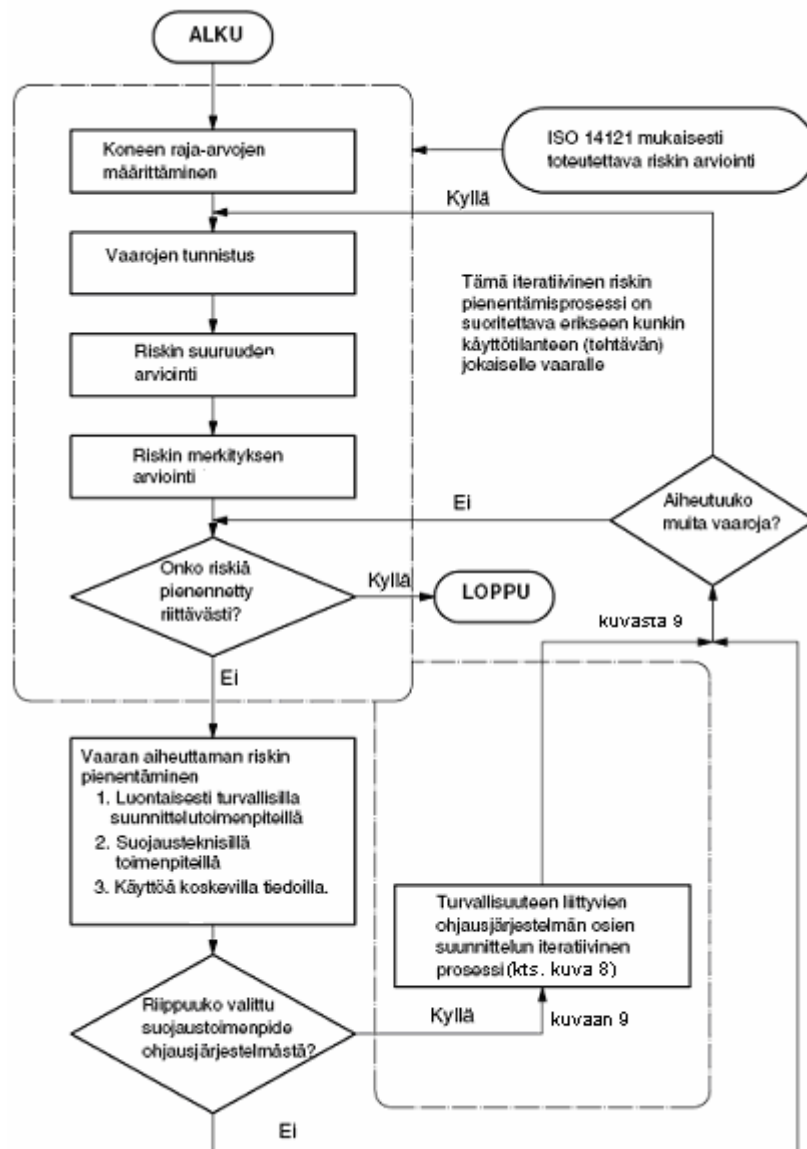 ALKU
Koneen raja-arvojen
määrittäminen
ISO 14121 mukaisesti
toteutettava riskin arviointi
Kyllä
Vaarojen tunnistus
Tämä iteratiivinen riskin
pienentämisprosessi on
suoritettava erikseen kunkin
käyttötilanteen (tehtävän)
jokaiselle vaaralle
Riskin suuruuden
arviointi
Riskin merkityksen
arviointi
Ei
Aiheutuuko
muita vaaroja?
Onko riskiä
pienennetty
riittävästi?
Kyllä
LOPPU
kuvasta 9
Ei
Vaaran aiheuttaman riskin
pienentäminen
1. Luontaisesti turvallisilla
suunnittelutoimenpiteillä
2. Suojausteknisillä
toimenpiteillä
3. Käyttöä koskevilla tiedoilla.
Turvallisuuteen liittyvien
ohjausjärjestelmän osien
suunnittelun iteratiivinen
prosessi (kts. kuva 8)
Riippuuko valittu
suojaustoimenpide
ohjausjärjestelmästä?
Kyllä
kuvaan 9
Ei